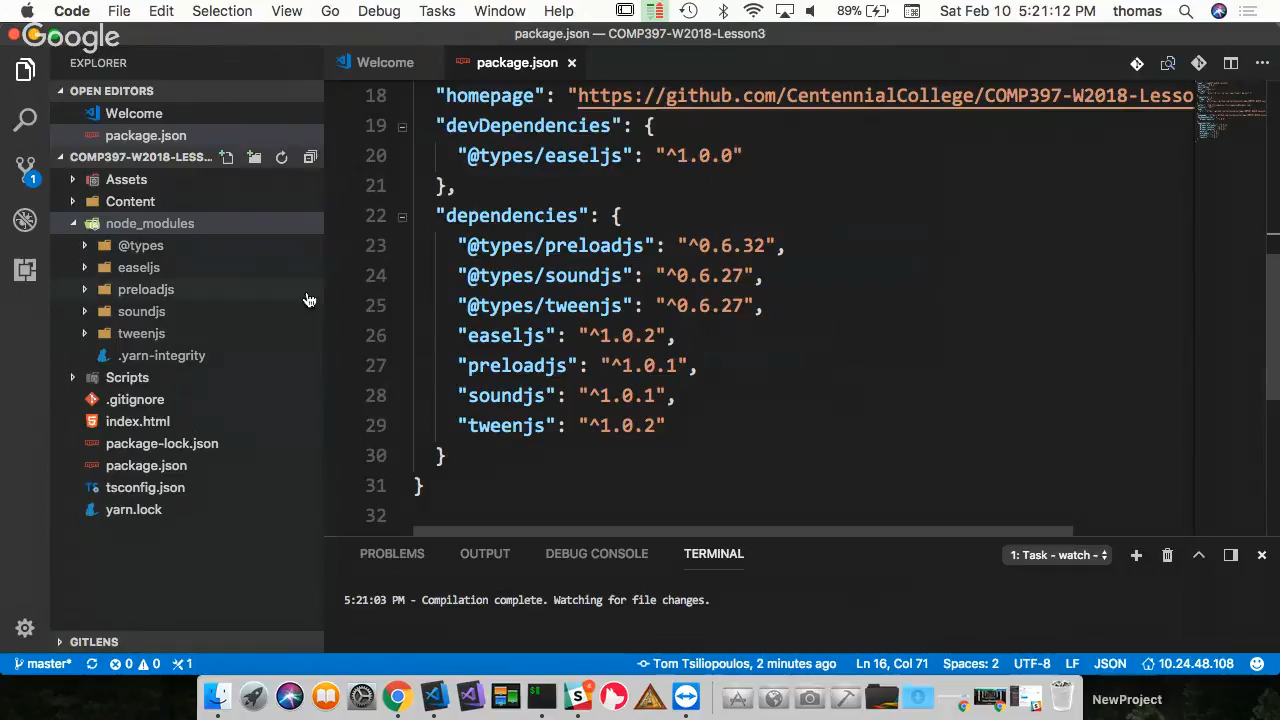 Code File Edit Selection View Go Debug Tasks Window Help 89% Sat Feb 10 5:21:12 PM thomas
Google
package.json — COMP397-W2018-Lesson3
EXPLORER
Welcome
package.json
OPEN EDITORS
Welcome
package.json
COMP397-W2018-LESS...
Assets
Content
node_modules
@types
easeljs
preloadjs
soundjs
tweenjs
.yarn-integrity
Scripts
.gitignore
index.html
package-lock.json
package.json
tsconfig.json
yarn.lock
GITLENS
1
18 "homepage": "https://github.com/CentennialCollege/COMP397-W2018-Lesso
19 "devDependencies": {
20 "@types/easeljs": "^1.0.0"
21 },
22 "dependencies": {
23 "@types/preloadjs": "^0.6.32",
24 "@types/soundjs": "^0.6.27",
25 "@types/tweenjs": "^0.6.27",
26 "easeljs": "^1.0.2",
27 "preloadjs": "^1.0.1",
28 "soundjs": "^1.0.1",
29 "tweenjs": "^1.0.2"
30 }
31 }
32
PROBLEMS OUTPUT DEBUG CONSOLE TERMINAL 1: Task - watch -
5:21:03 PM - Compilation complete. Watching for file changes.
master* 0 0 1 Tom Tsiliopoulos, 2 minutes ago Ln 16, Col 71 Spaces: 2 UTF-8 LF JSON 10.24.48.108
NewProject